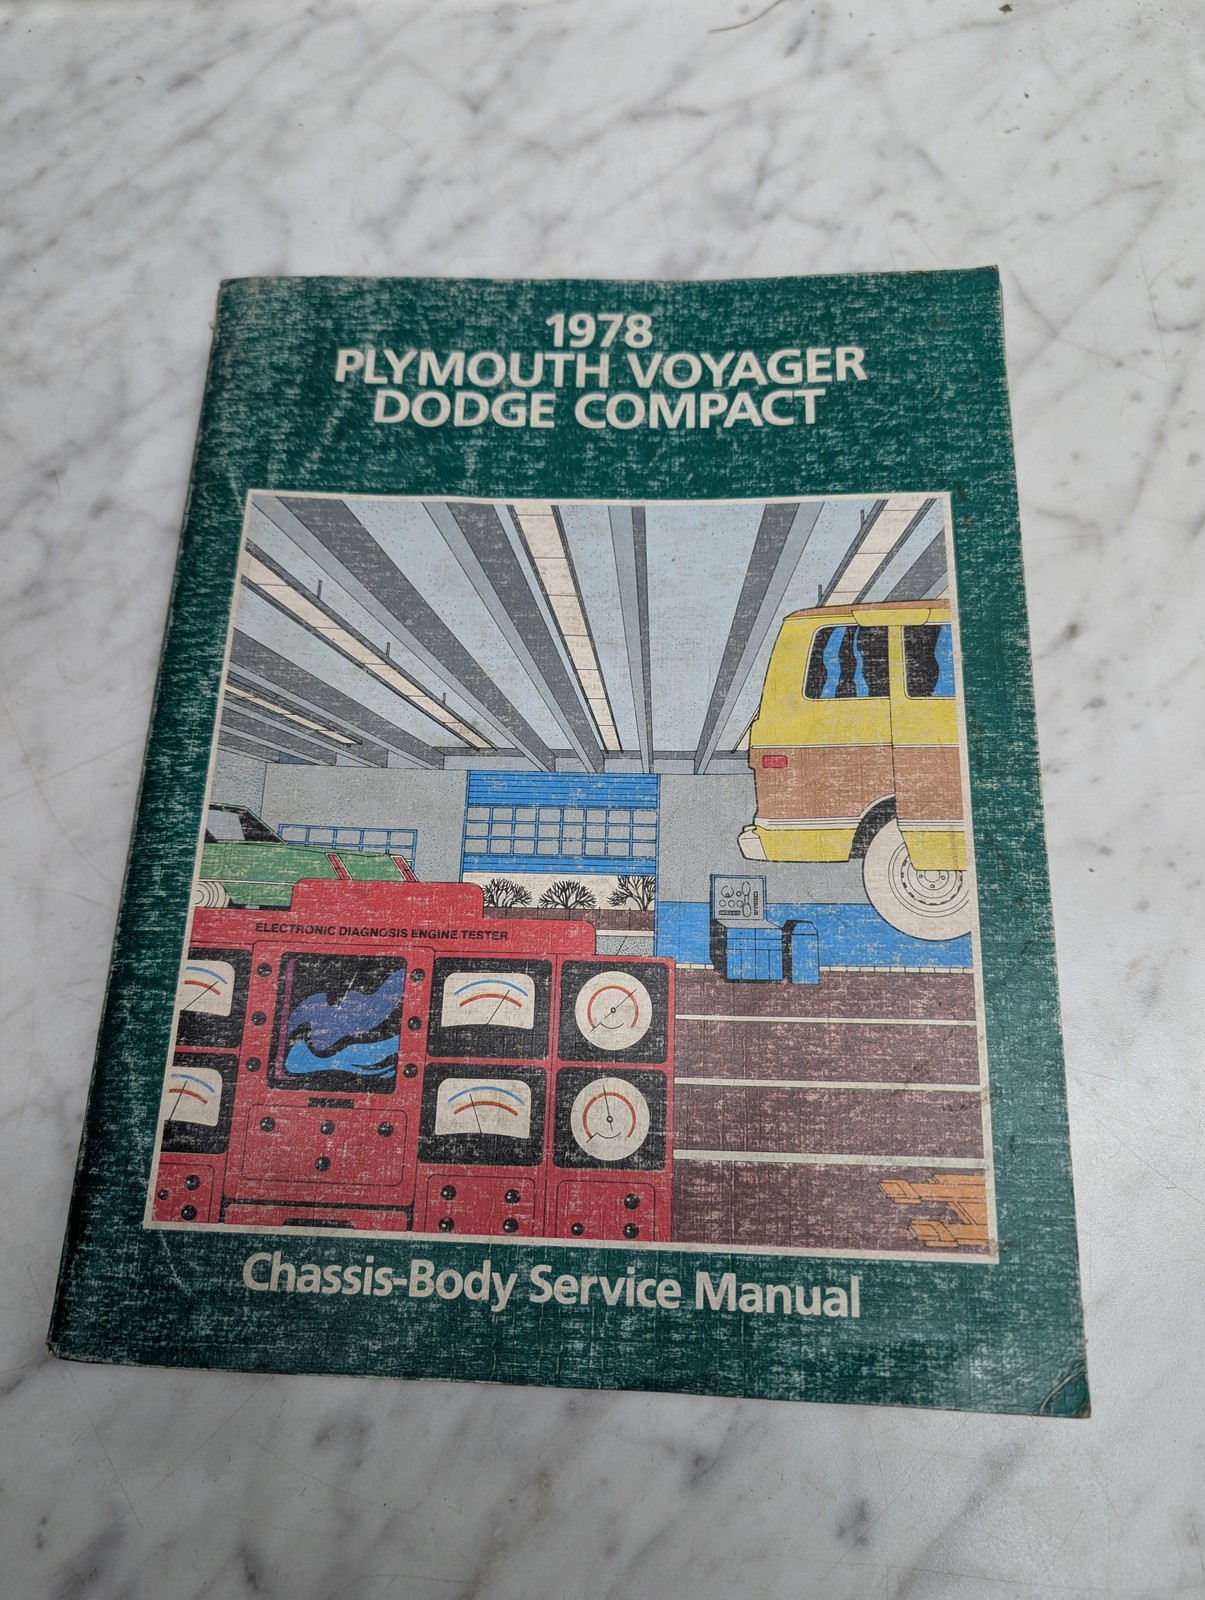 1978
PLYMOUTH VOYAGER
DODGE COMPACT
ELECTRONIC DIAGNOSIS ENGINE TESTER
Chassis-Body Service Manual